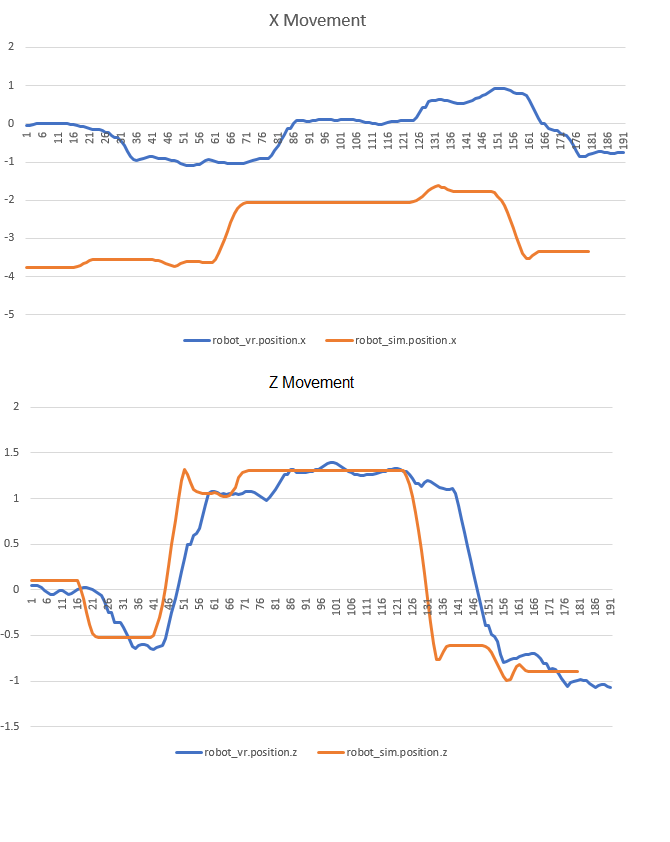 X Movement
2
1
0
1 6 11 16 21 26 31 36 41 46 51 56 61 66 71 76 81 86 91 96 101 106 111 116 121 126 131 136 141 146 151 156 161 166 171 176 181 186 191
-1
-2
-3
-4
-5
robot_vr.position.x robot_sim.position.x
Z Movement
2
1.5
1
0.5
0
1 6 11 16 21 26 31 36 41 46 51 56 61 66 71 76 81 86 91 96 101 106 111 116 121 126 131 136 141 146 151 156 161 166 171 176 181 186 191
-0.5
-1
-1.5
robot_vr.position.z robot_sim.position.z